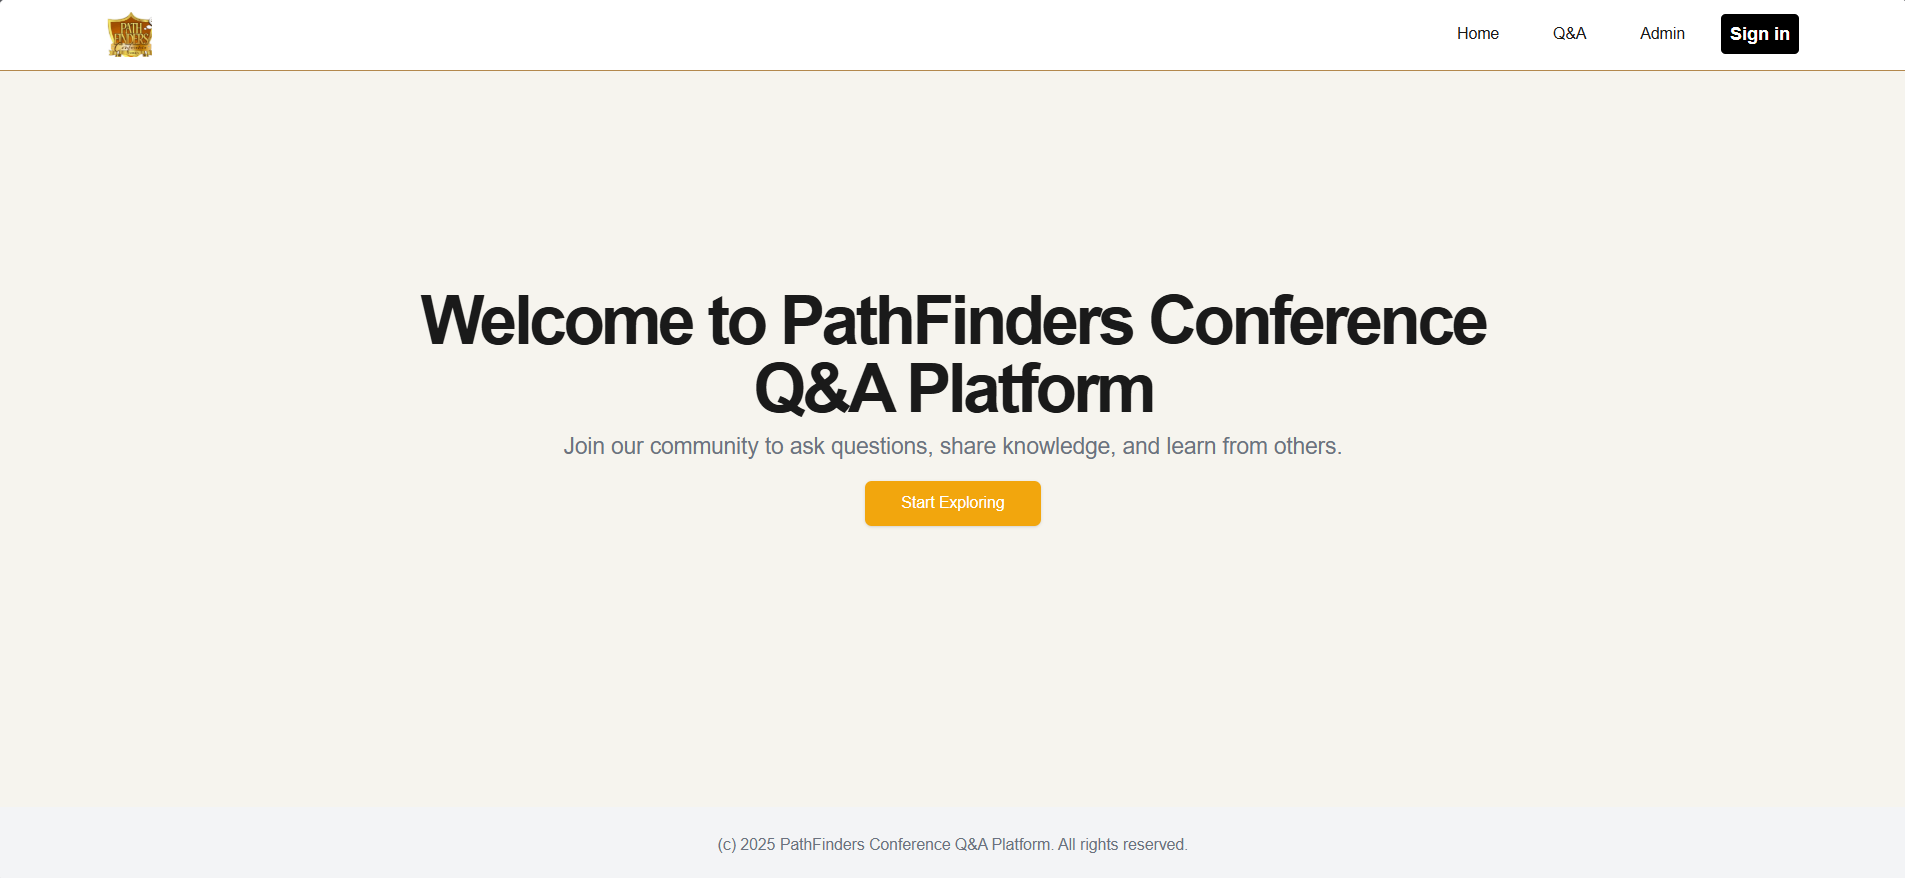 PATH
FINDERS
Home
Q&A
Admin
Sign in
Welcome to PathFinders Conference
Q&A Platform
Join our community to ask questions, share knowledge, and learn from others.
Start Exploring
(c) 2025 PathFinders Conference Q&A Platform. All rights reserved.